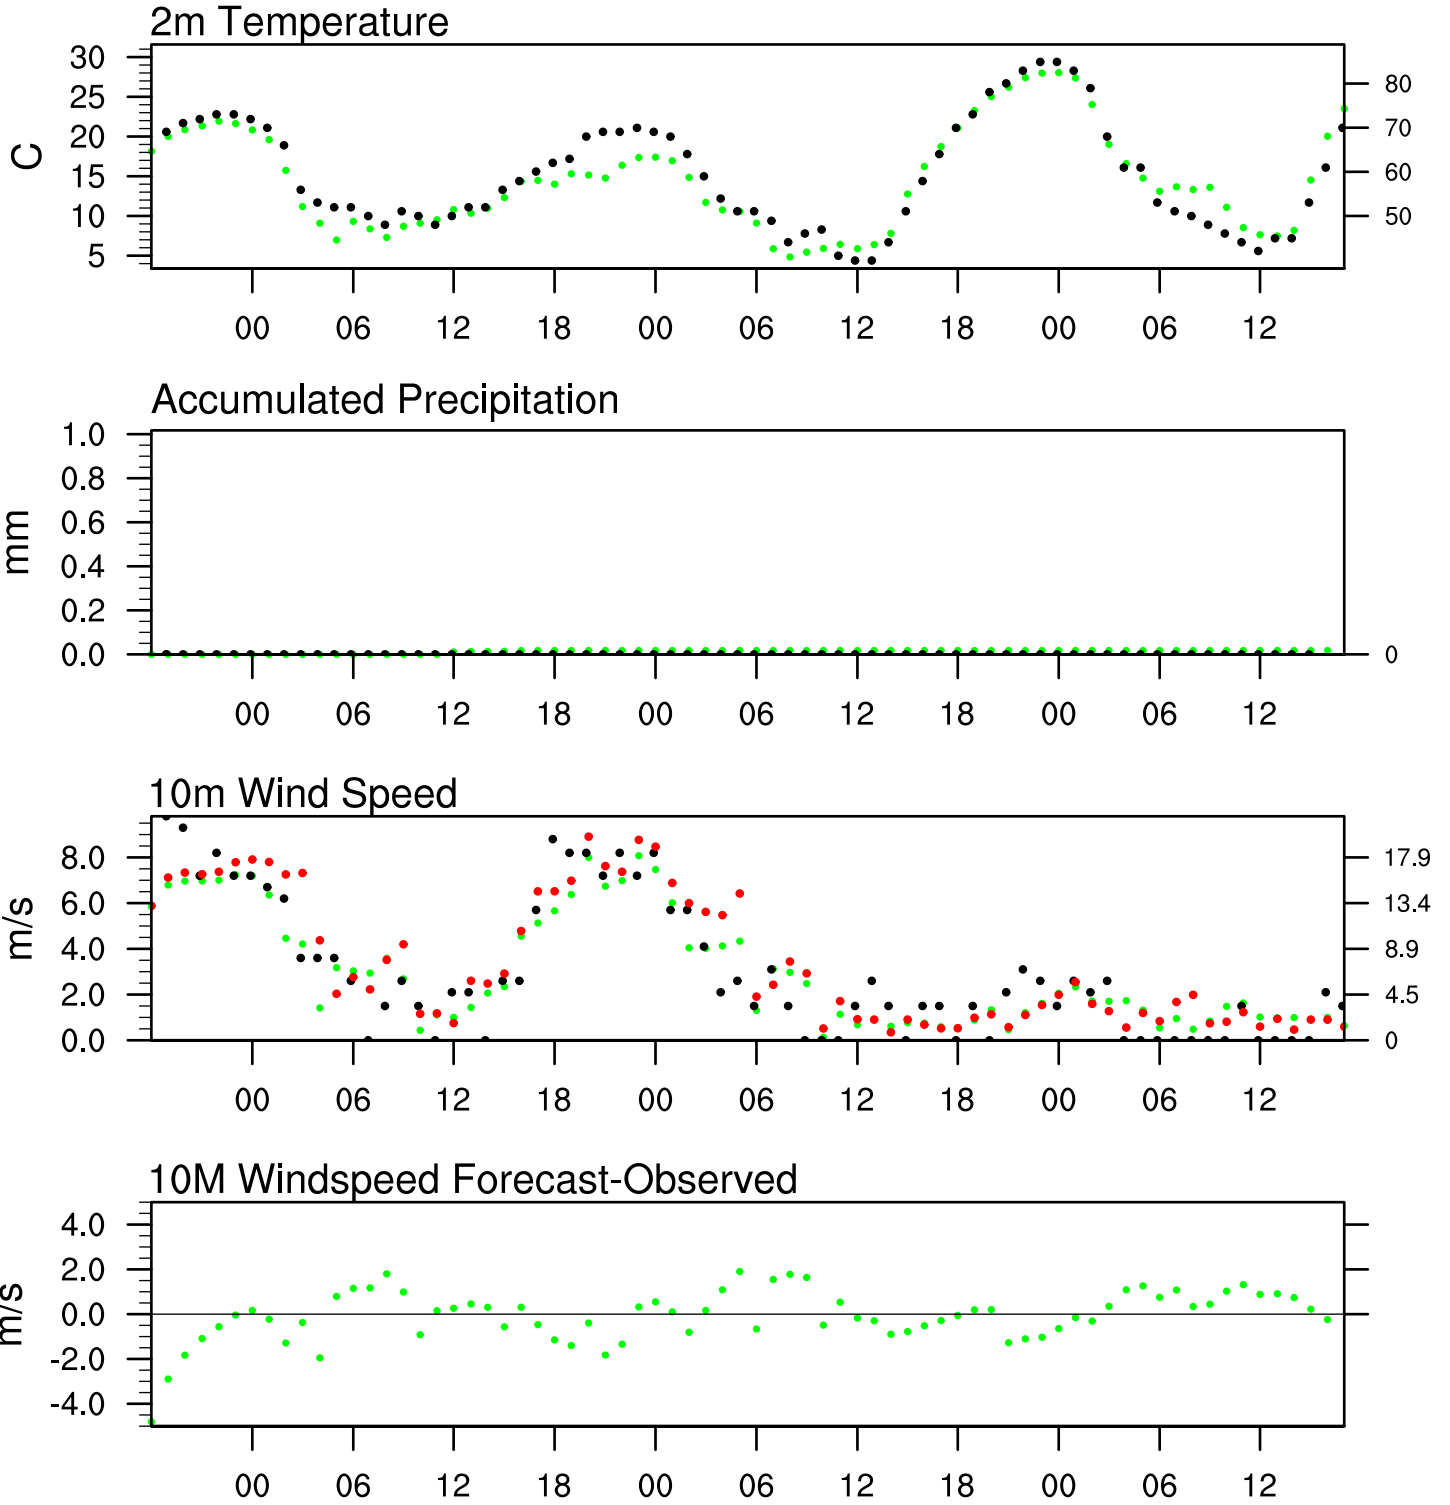 2m Temperature
30
25
20
15
10
5
C
80
70
60
50
00 06 12 18 00 06 12 18 00 06 12
Accumulated Precipitation
1.0
0.8
0.6
0.4
0.2
0.0
mm
0
00 06 12 18 00 06 12 18 00 06 12
10m Wind Speed
8.0
6.0
4.0
2.0
0.0
m/s
17.9
13.4
8.9
4.5
0
00 06 12 18 00 06 12 18 00 06 12
10M Windspeed Forecast-Observed
4.0
2.0
0.0
-2.0
-4.0
m/s
00 06 12 18 00 06 12 18 00 06 12